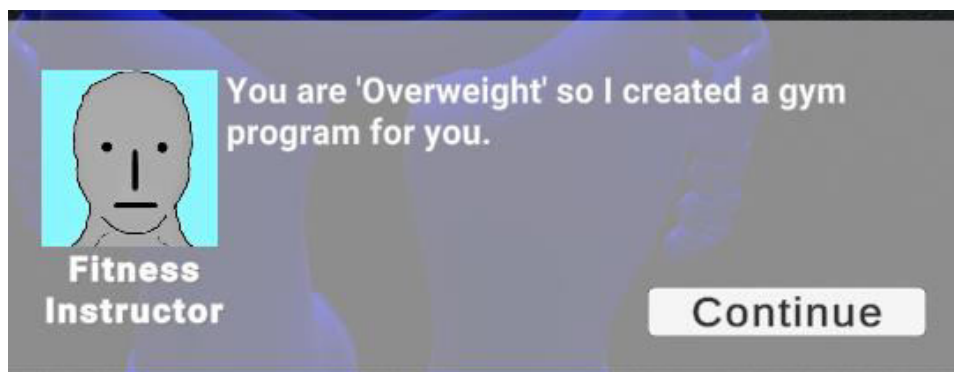 You are 'Overweight' so I created a gym
program for you.
Fitness
Instructor
Continue